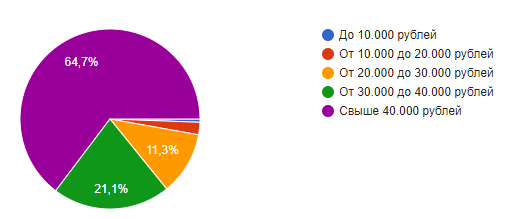 64,7%
11,3%
21,1%
До 10.000 рублей
От 10.000 до 20.000 рублей
От 20.000 до 30.000 рублей
От 30.000 до 40.000 рублей
Свыше 40.000 рублей